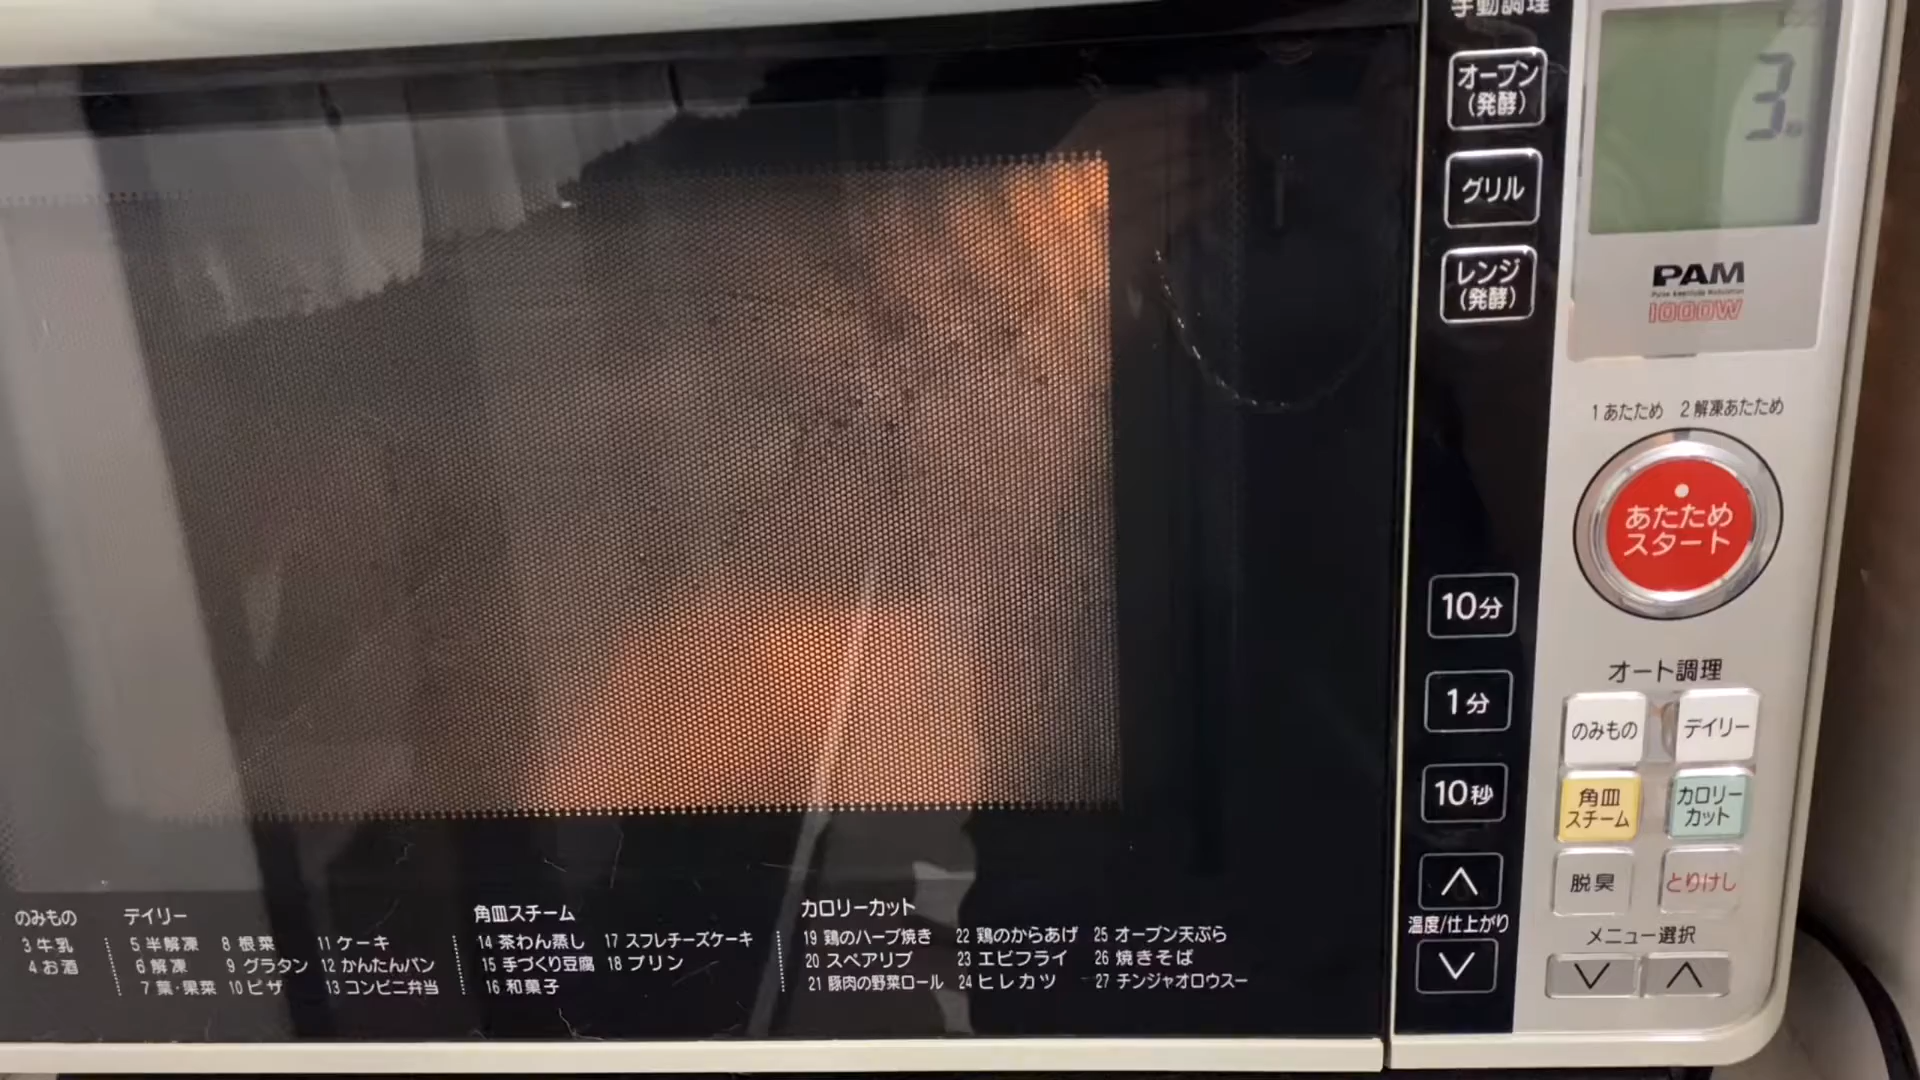 手動調理
オーブン
(発酵)
グリル
レンジ
(発酵)
3.
PAM
Pulse Amplitude Modulation
1000W
1 あたため 2 解凍あたため
あたため
スタート
10分
1分
10秒
温度/仕上がり
オート調理
のみもの デイリー
角皿
スチーム
カロリー
カット
脱臭 とりけし
メニュー選択
のみもの
3 牛乳
4 お酒
デイリー
5 半解凍 8 根菜 11 ケーキ
6 解凍 9 グラタン 12 かんたんパン
7 葉・果菜 10 ピザ 13 コンビニ弁当
角皿スチーム
14 茶わん蒸し 17 スフレチーズケーキ
15 手づくり豆腐 18 プリン
16 和菓子
カロリーカット
19 鶏のハーブ焼き 22 鶏のからあげ 25 オーブン天ぷら
20 スペアリブ 23 エビフライ 26 焼きそば
21 豚肉の野菜ロール 24 ヒレカツ 27 チンジャオロウスー